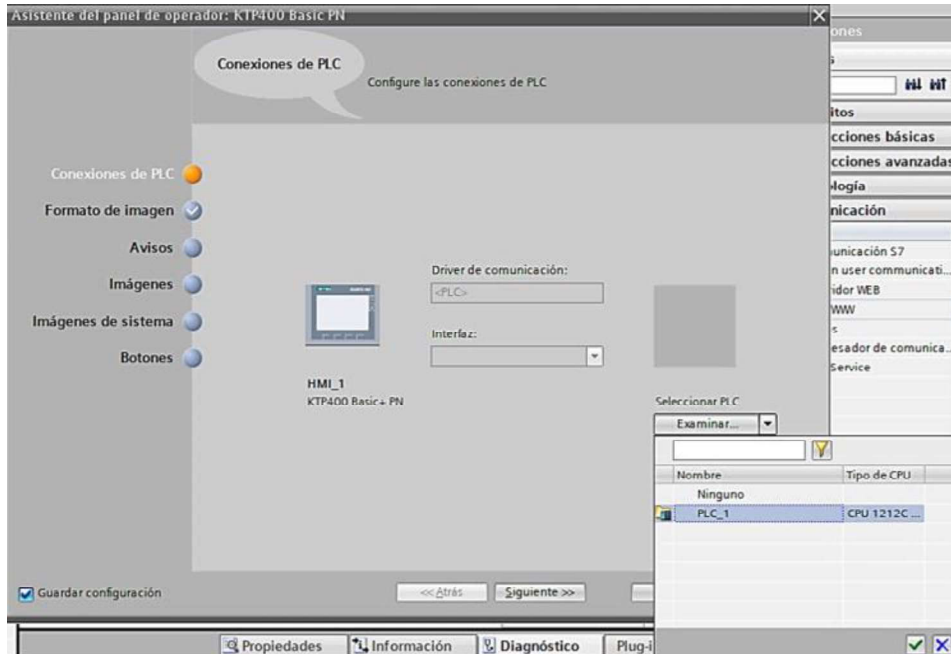 Asistente del panel de operador: KTP400 Basic PN
Conexiones de PLC
Configure las conexiones de PLC
Conexiones de PLC
Formato de imagen
Avisos
Imágenes
Imágenes de sistema
Botones
Driver de comunicación:
<PLC>
Interfaz:
HMI_1
KTP400 Basic+ PN
Seleccionar PLC
Examinar...
Nombre
Tipo de CPU
Ninguno
PLC_1
CPU 1212C ...
Guardar configuración
<< Atrás
Siguiente >>
Propiedades
Información
Diagnóstico
Plug-i
ones
s
itos
cciones básicas
cciones avanzadas
ología
nicación
unicación S7
n user communicati...
idor WEB
WWW
s
esador de comunica..
Service